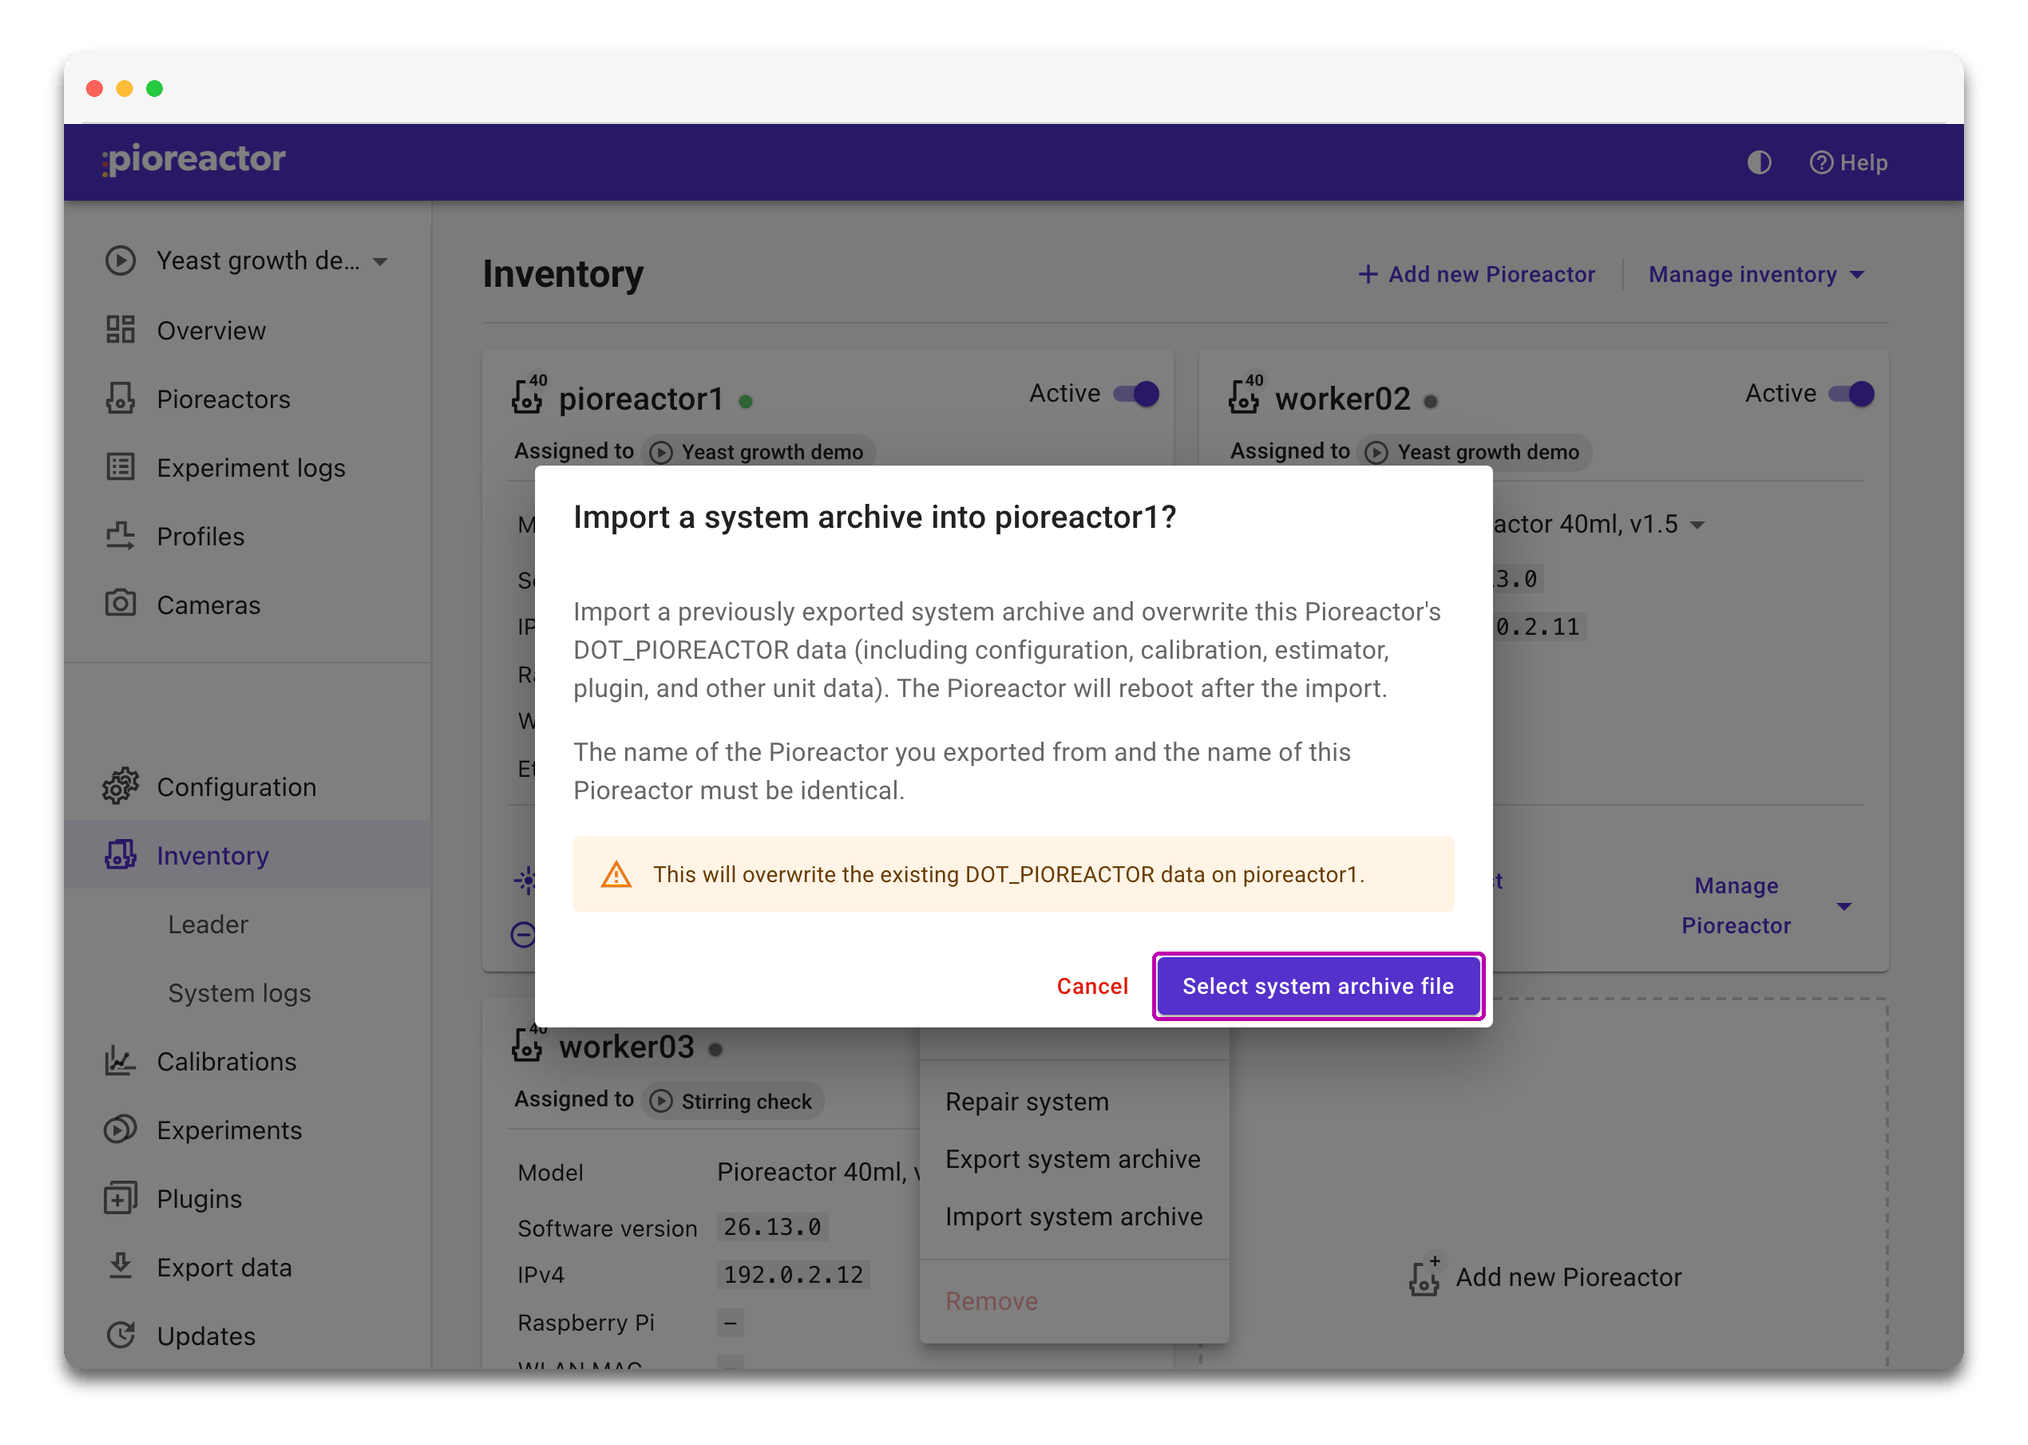 pioreactor
Help
Yeast growth de...
Overview
Pioreactors
Experiment logs
Profiles
Cameras
Configuration
Inventory
Leader
System logs
Calibrations
Experiments
Plugins
Export data
Updates
Inventory
Add new Pioreactor
Manage inventory
40
pioreactor1
Active
Assigned to
Yeast growth demo
40
worker02
Active
Assigned to
Yeast growth demo
actor 40ml, v1.5
3.0
0.2.11
Manage
Pioreactor
Import a system archive into pioreactor1?
Import a previously exported system archive and overwrite this Pioreactor's
DOT_PIOREACTOR data (including configuration, calibration, estimator,
plugin, and other unit data). The Pioreactor will reboot after the import.
The name of the Pioreactor you exported from and the name of this
Pioreactor must be identical.
This will overwrite the existing DOT_PIOREACTOR data on pioreactor1.
Cancel
Select system archive file
40
worker03
Assigned to
Stirring check
Model
Pioreactor 40ml, v
Software version
26.13.0
IPv4
192.0.2.12
Raspberry Pi
–
WLAN MAC
Repair system
Export system archive
Import system archive
Remove
Add new Pioreactor